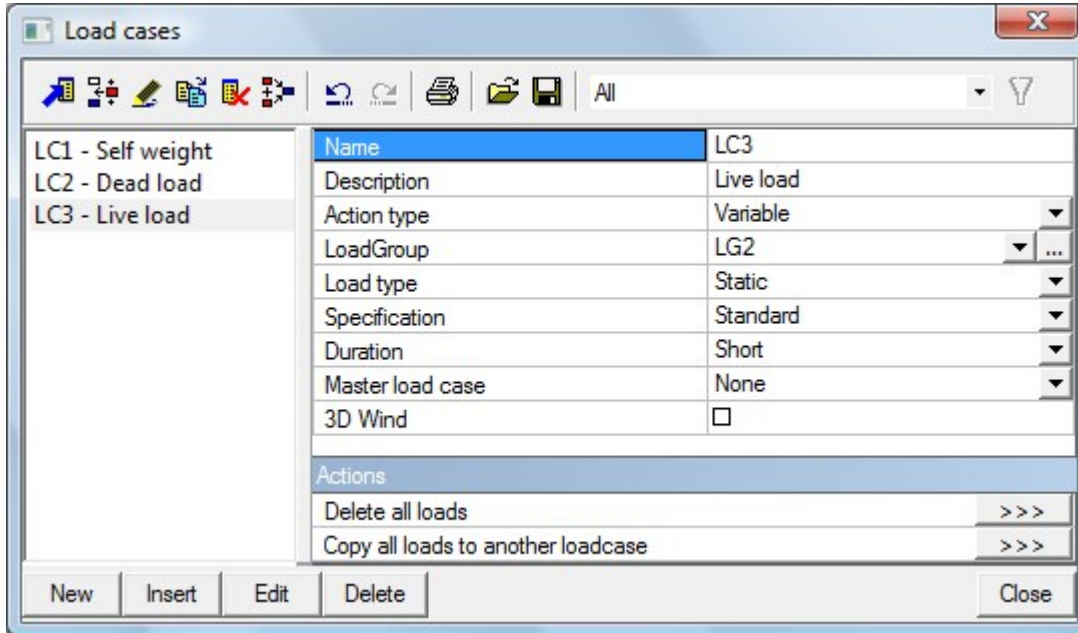 Load cases
All
LC1 - Self weight
LC2 - Dead load
LC3 - Live load
Name LC3
Description Live load
Action type Variable
LoadGroup LG2 ...
Load type Static
Specification Standard
Duration Short
Master load case None
3D Wind
Actions
Delete all loads >>>
Copy all loads to another loadcase >>>
New Insert Edit Delete Close